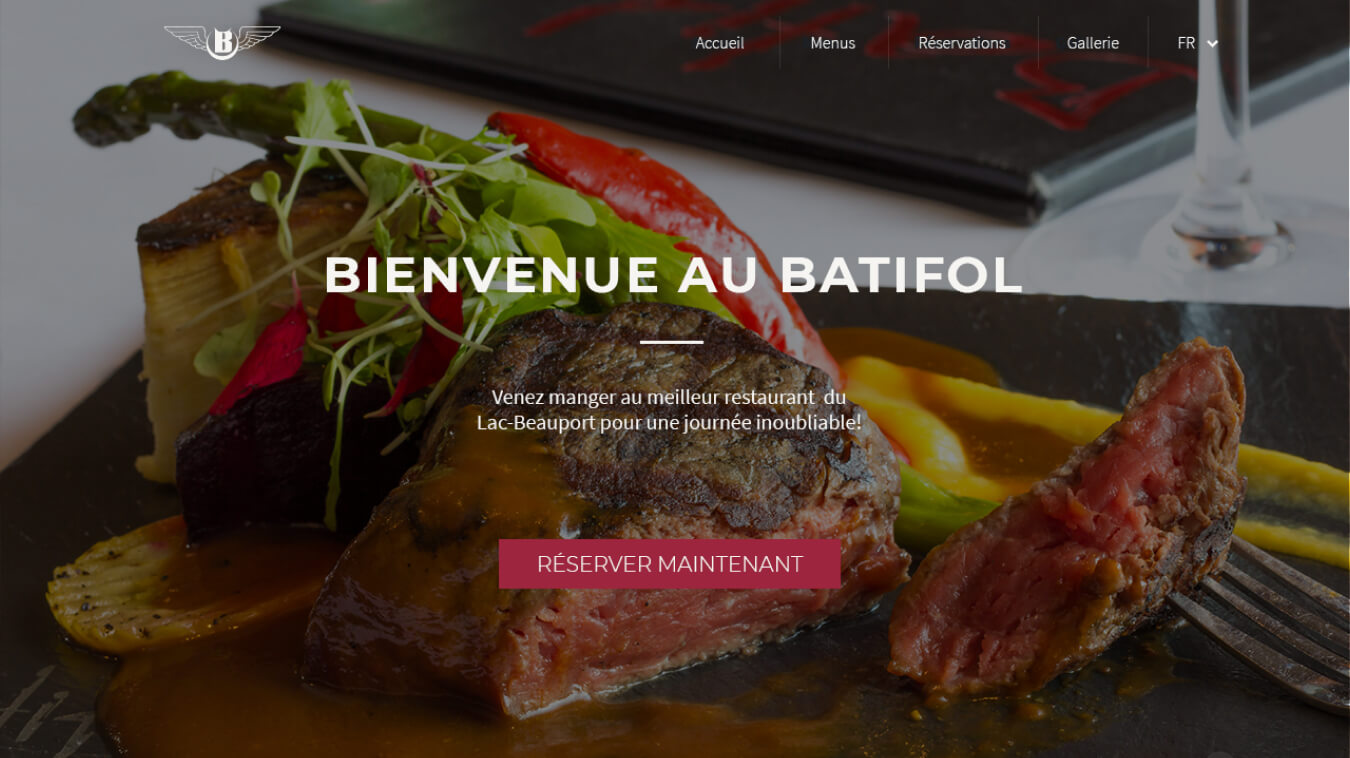 B
Accueil
Menus
Réservations
Gallerie
FR
BIENVENUE AU BATIFOL
Venez manger au meilleur restaurant du
Lac-Beauport pour une journée inoubliable!
RÉSERVER MAINTENANT